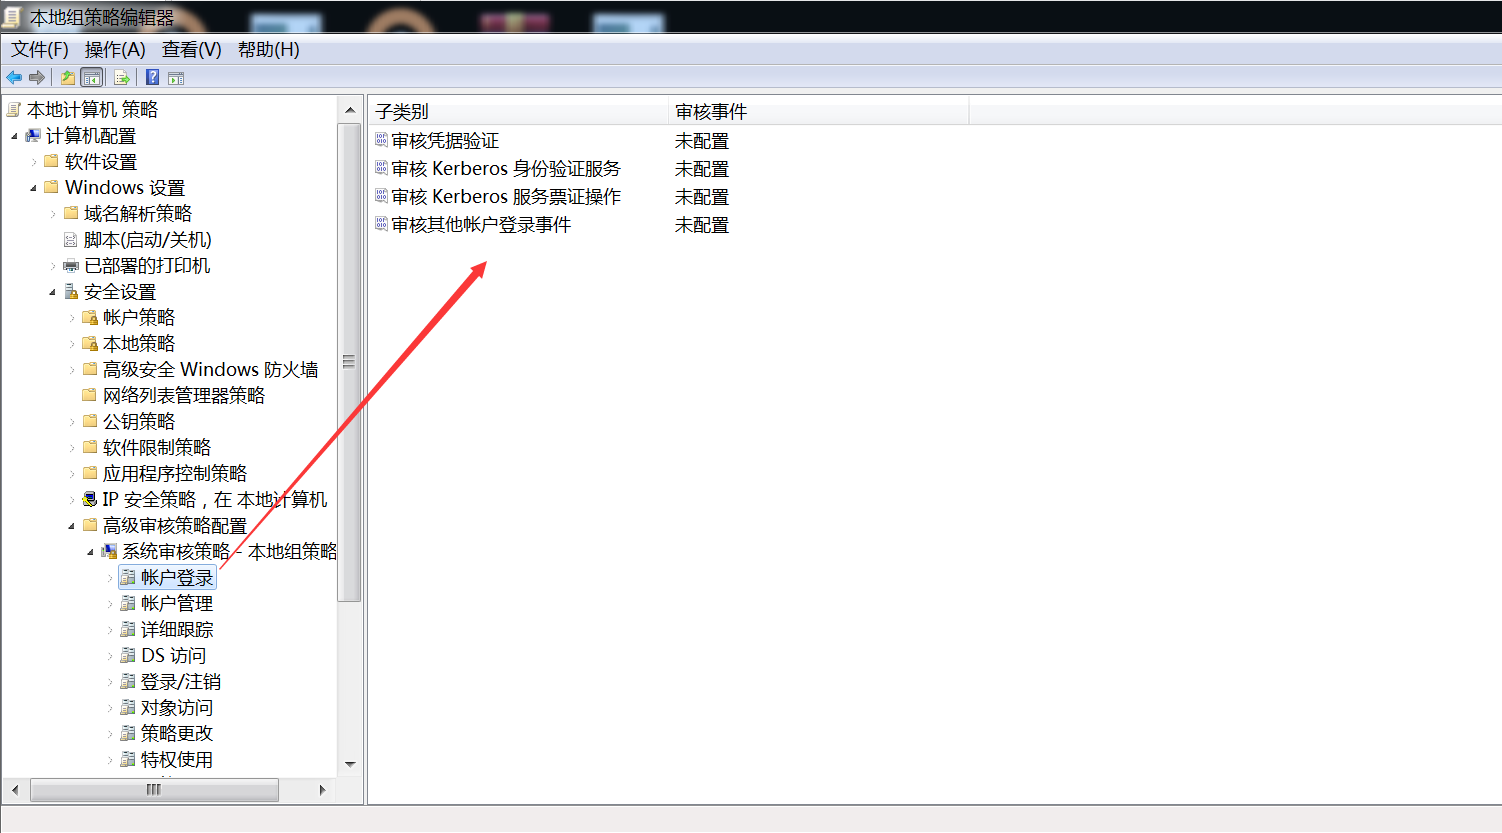 本地组策略编辑器
文件(F) 操作(A) 查看(V) 帮助(H)
本地计算机 策略
计算机配置
软件设置
Windows 设置
域名解析策略
脚本(启动/关机)
已部署的打印机
安全设置
帐户策略
本地策略
高级安全 Windows 防火墙
网络列表管理器策略
公钥策略
软件限制策略
应用程序控制策略
IP 安全策略，在 本地计算机
高级审核策略配置
系统审核策略 - 本地组策略
帐户登录
帐户管理
详细跟踪
DS 访问
登录/注销
对象访问
策略更改
特权使用
子类别 审核事件
审核凭据验证 未配置
审核 Kerberos 身份验证服务 未配置
审核 Kerberos 服务票证操作 未配置
审核其他帐户登录事件 未配置